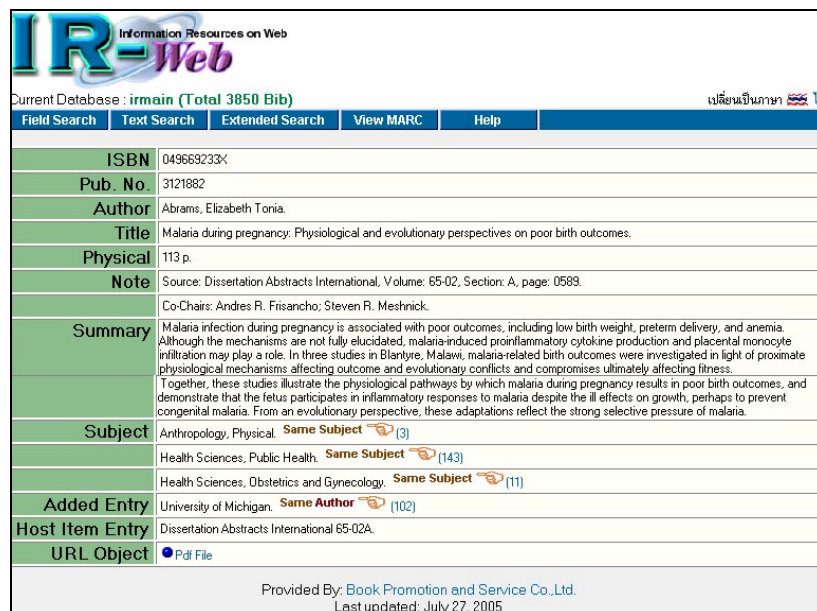 IR-Web
Information Resources on Web
Current Database : irmain (Total 3850 Bib)
เปลี่ยนเป็นภาษา
Field Search Text Search Extended Search View MARC Help
ISBN 049669233X
Pub. No. 3121882
Author Abrams, Elizabeth Tonia.
Title Malaria during pregnancy: Physiological and evolutionary perspectives on poor birth outcomes.
Physical 113 p.
Note Source: Dissertation Abstracts International, Volume: 65-02, Section: A, page: 0589.
Co-Chairs: Andres R. Frisancho; Steven R. Meshnick.
Summary Malaria infection during pregnancy is associated with poor outcomes, including low birth weight, preterm delivery, and anemia.
Although the mechanisms are not fully elucidated, malaria-induced proinflammatory cytokine production and placental monocyte
infiltration may play a role. In three studies in Blantyre, Malawi, malaria-related birth outcomes were investigated in light of proximate
physiological mechanisms affecting outcome and evolutionary conflicts and compromises ultimately affecting fitness.
Together, these studies illustrate the physiological pathways by which malaria during pregnancy results in poor birth outcomes, and
demonstrate that the fetus participates in inflammatory responses to malaria despite the ill effects on growth, perhaps to prevent
congenital malaria. From an evolutionary perspective, these adaptations reflect the strong selective pressure of malaria.
Subject Anthropology, Physical. Same Subject (3)
Health Sciences, Public Health. Same Subject (143)
Health Sciences, Obstetrics and Gynecology. Same Subject (11)
Added Entry University of Michigan. Same Author (102)
Host Item Entry Dissertation Abstracts International 65-02A.
URL Object Pdf File
Provided By: Book Promotion and Service Co.,Ltd.
Last updated: July 27, 2005